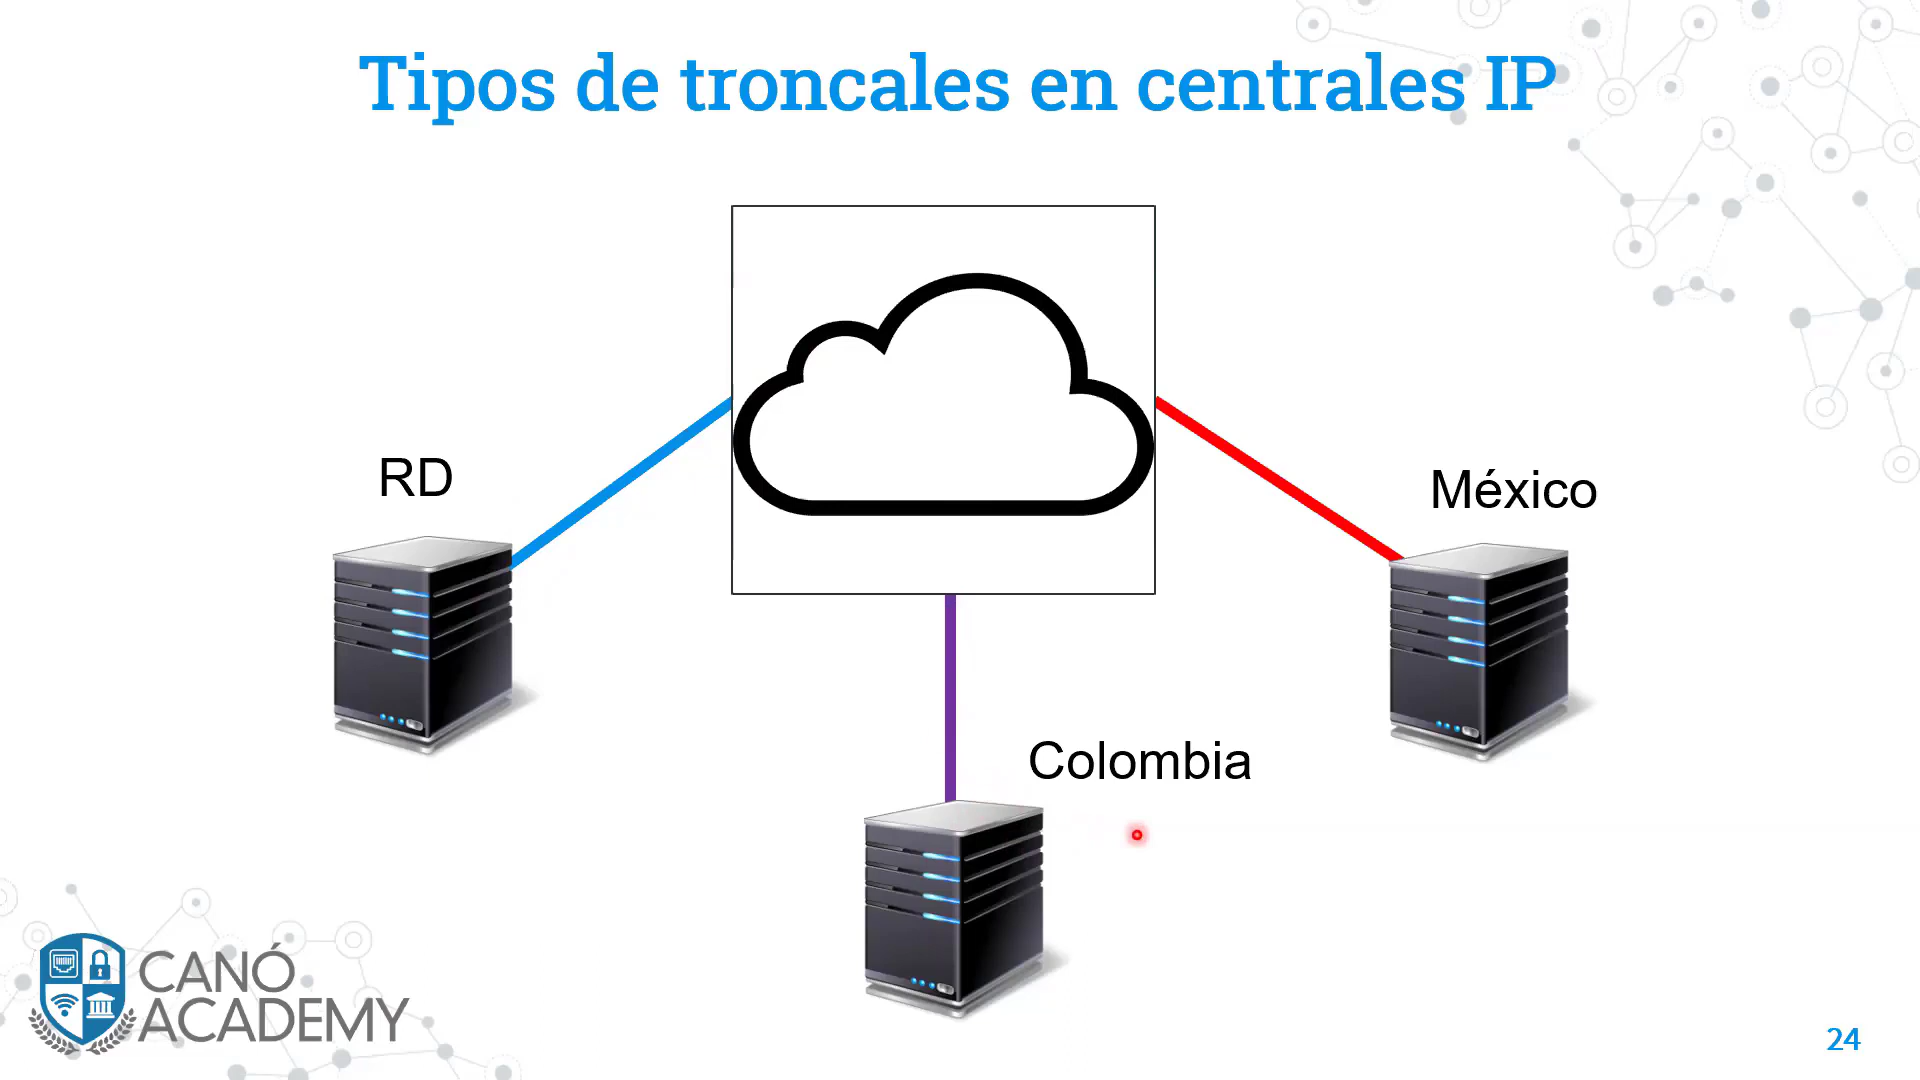 Tipos de troncales en centrales IP
RD
México
Colombia
CANÓ
ACADEMY
24